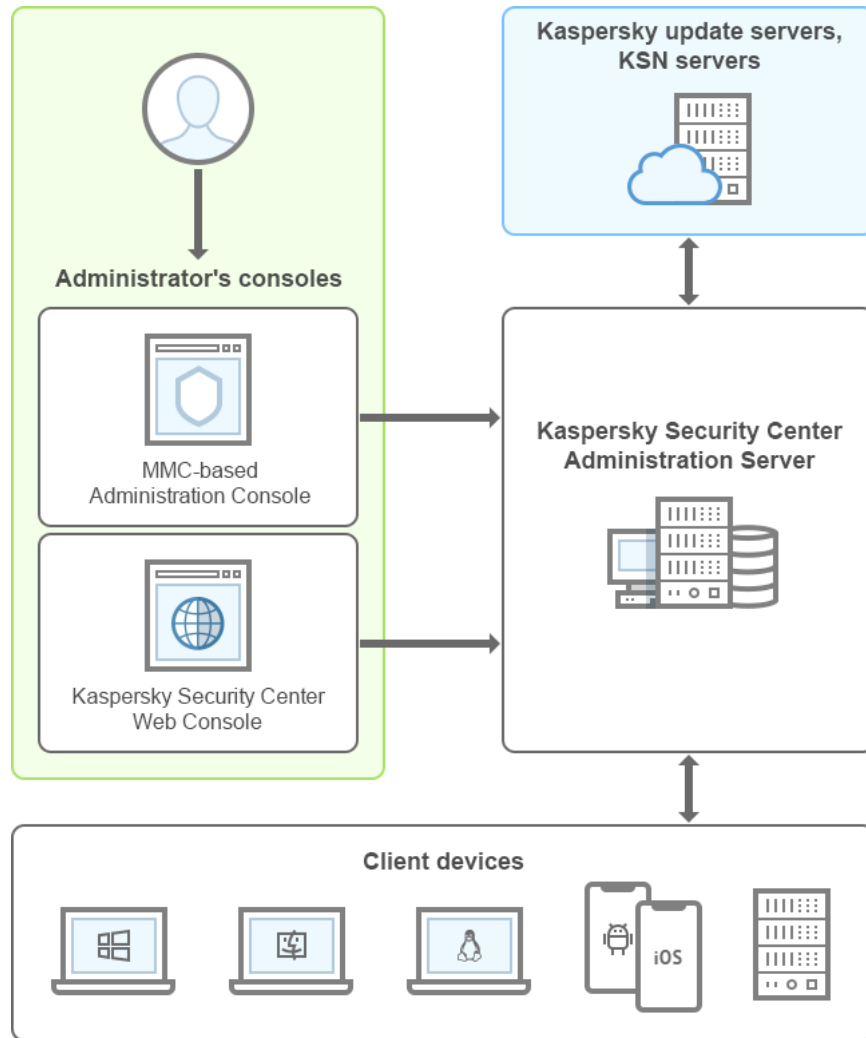 Kaspersky update servers,
KSN servers
Administrator's consoles
MMC-based
Administration Console
Kaspersky Security Center
Web Console
Kaspersky Security Center
Administration Server
Client devices
iOS